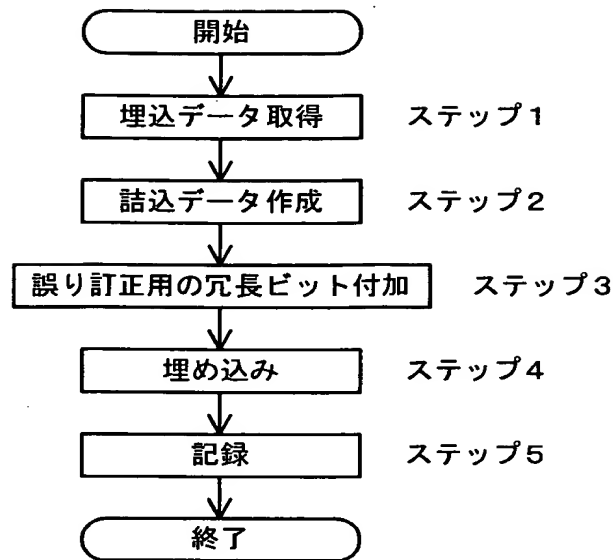 開始
埋込データ取得 ステップ1
詰込データ作成 ステップ2
誤り訂正用の冗長ビット付加 ステップ3
埋め込み ステップ4
記録 ステップ5
終了